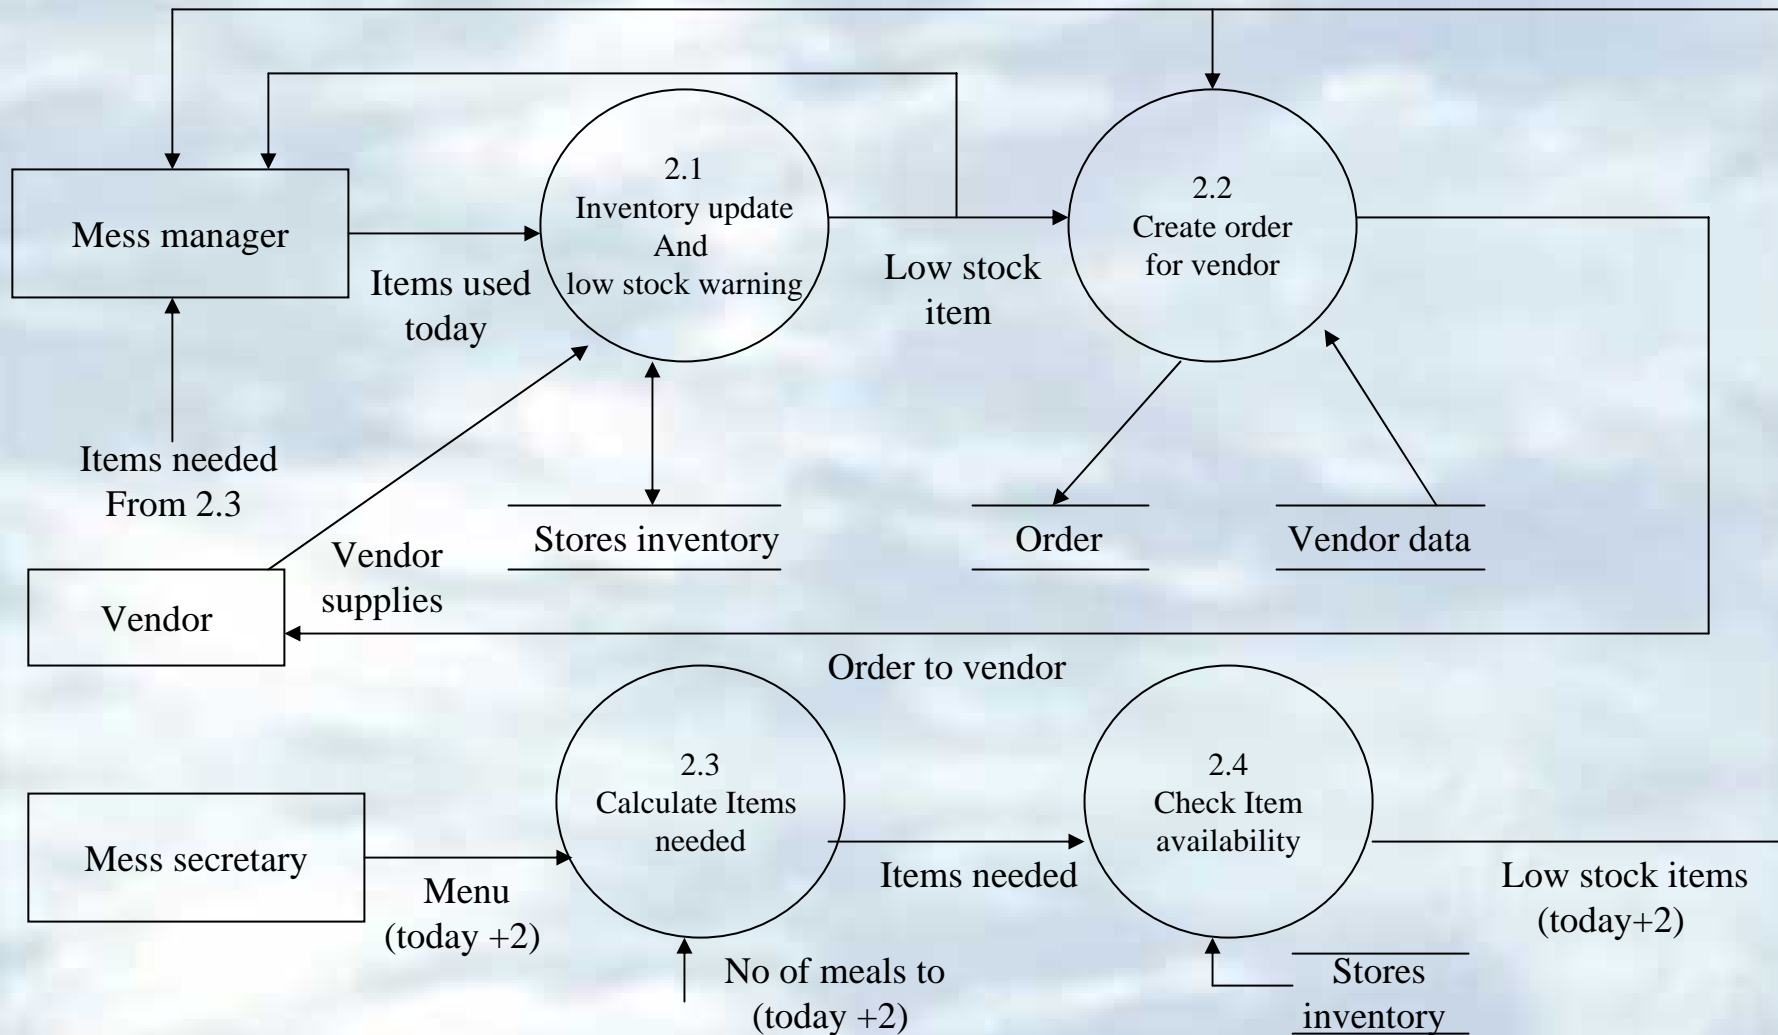 2.1
Inventory update
And
low stock warning
2.2
Create order
for vendor
Mess manager
Items used
today
Low stock
item
Items needed
From 2.3
Vendor
supplies
Stores inventory
Order
Vendor data
Vendor
Order to vendor
2.3
Calculate Items
needed
2.4
Check Item
availability
Mess secretary
Menu
(today +2)
Items needed
Low stock items
(today+2)
No of meals to
(today +2)
Stores
inventory